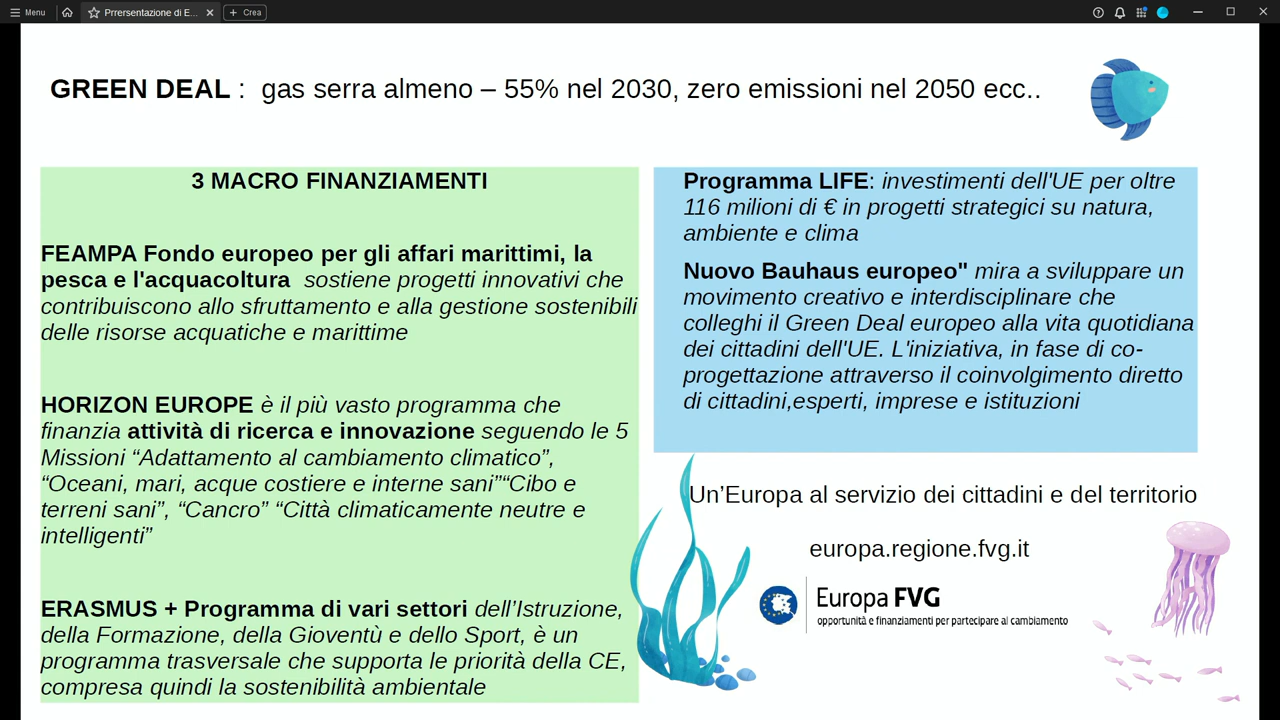 Menu
Prrersentazione di E...
Crea
GREEN DEAL : gas serra almeno – 55% nel 2030, zero emissioni nel 2050 ecc..
3 MACRO FINANZIAMENTI
FEAMPA Fondo europeo per gli affari marittimi, la
pesca e l'acquacoltura sostiene progetti innovativi che
contribuiscono allo sfruttamento e alla gestione sostenibili
delle risorse acquatiche e marittime
HORIZON EUROPE è il più vasto programma che
finanzia attività di ricerca e innovazione seguendo le 5
Missioni “Adattamento al cambiamento climatico”,
“Oceani, mari, acque costiere e interne sani”“Cibo e
terreni sani”, “Cancro” “Città climaticamente neutre e
intelligenti”
ERASMUS + Programma di vari settori dell’Istruzione,
della Formazione, della Gioventù e dello Sport, è un
programma trasversale che supporta le priorità della CE,
compresa quindi la sostenibilità ambientale
Programma LIFE: investimenti dell'UE per oltre
116 milioni di € in progetti strategici su natura,
ambiente e clima
Nuovo Bauhaus europeo" mira a sviluppare un
movimento creativo e interdisciplinare che
colleghi il Green Deal europeo alla vita quotidiana
dei cittadini dell'UE. L'iniziativa, in fase di co-
progettazione attraverso il coinvolgimento diretto
di cittadini,esperti, imprese e istituzioni
Un’Europa al servizio dei cittadini e del territorio
europa.regione.fvg.it
Europa FVG
opportunità e finanziamenti per partecipare al cambiamento